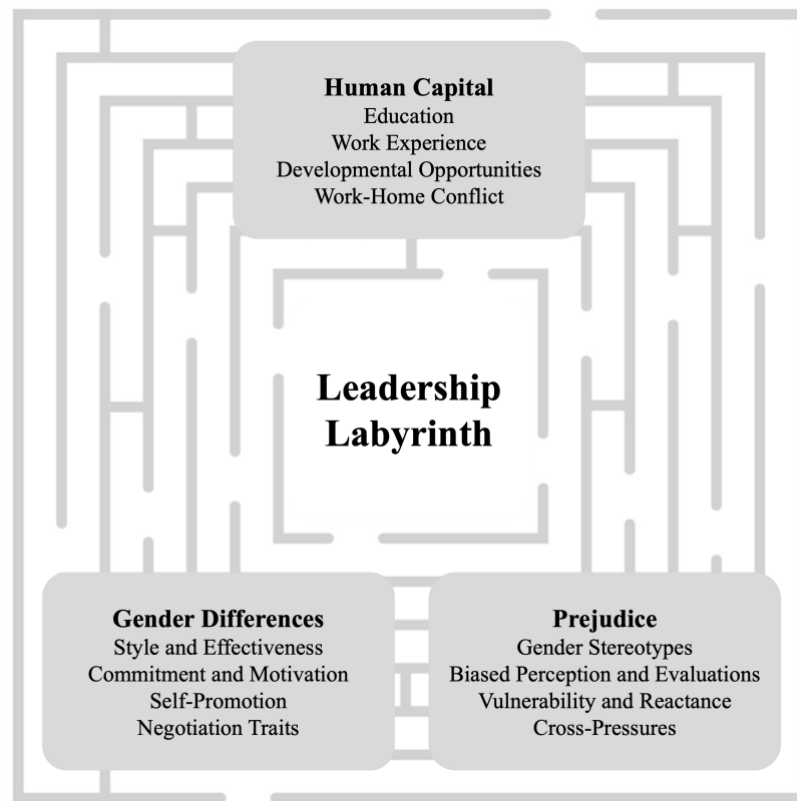 Human Capital
Education
Work Experience
Developmental Opportunities
Work-Home Conflict
Leadership
Labyrinth
Gender Differences
Style and Effectiveness
Commitment and Motivation
Self-Promotion
Negotiation Traits
Prejudice
Gender Stereotypes
Biased Perception and Evaluations
Vulnerability and Reactance
Cross-Pressures